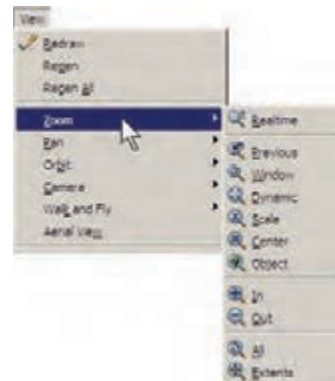 View
Redraw
Regen
Regen All
Zoom
Pan
Orbit
Camera
Walk and Fly
Aerial View
Realtime
Previous
Window
Dynamic
Scale
Center
Object
In
Out
All
Extents